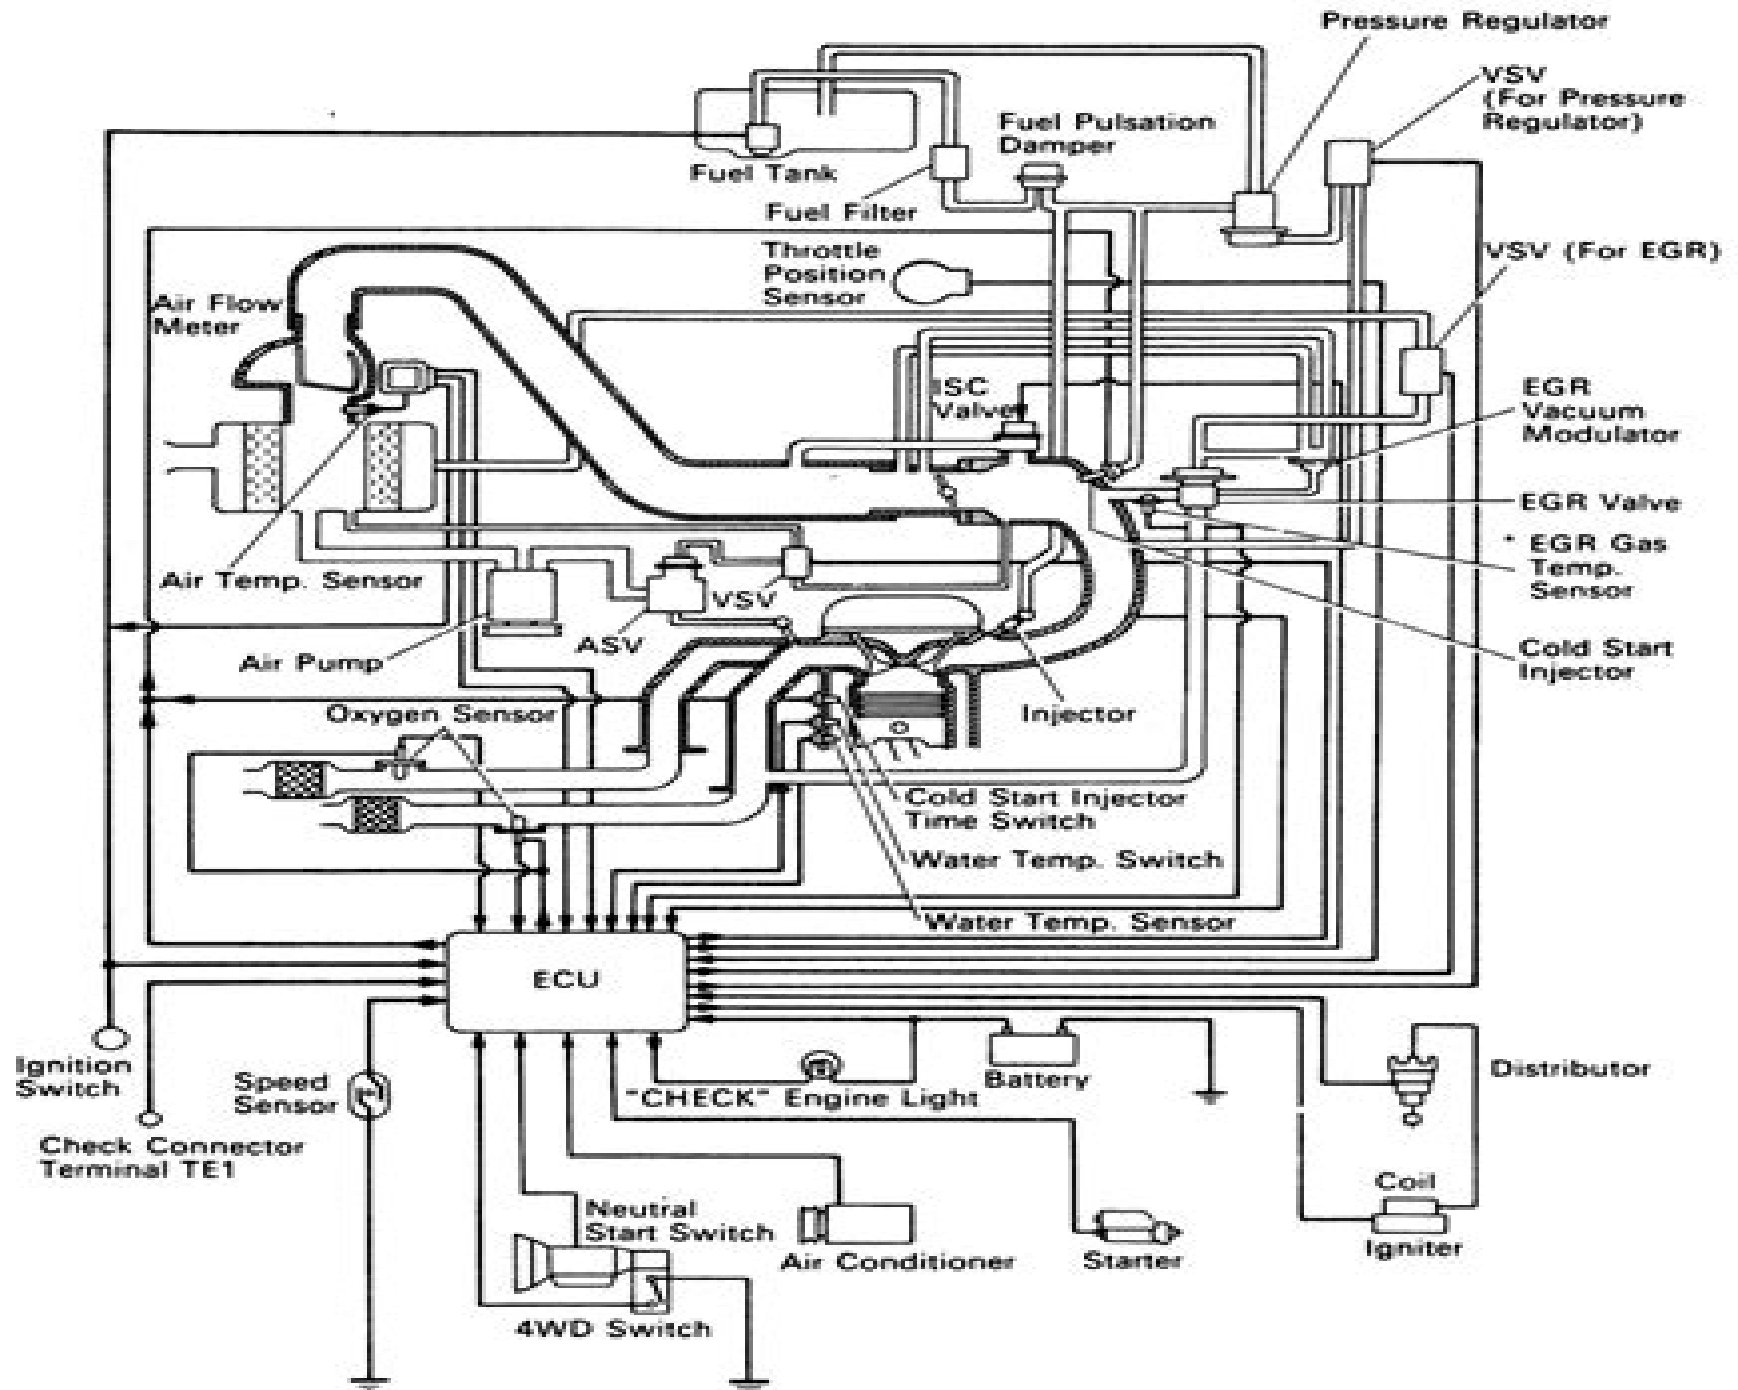 Pressure Regulator
VSV
(For Pressure
Regulator)
Fuel Pulsation
Damper
Fuel Tank
Fuel Filter
Throttle
Position
Sensor
VSV (For EGR)
Air Flow
Meter
ISC
Valve
EGR
Vacuum
Modulator
EGR Valve
* EGR Gas
Temp.
Sensor
Air Temp. Sensor
VSV
ASV
Air Pump
Cold Start
Injector
Oxygen Sensor
Injector
Cold Start Injector
Time Switch
Water Temp. Switch
Water Temp. Sensor
ECU
Ignition
Switch
Speed
Sensor
"CHECK" Engine Light
Battery
Distributor
Check Connector
Terminal TE1
Coil
Igniter
Neutral
Start Switch
Air Conditioner
Starter
4WD Switch